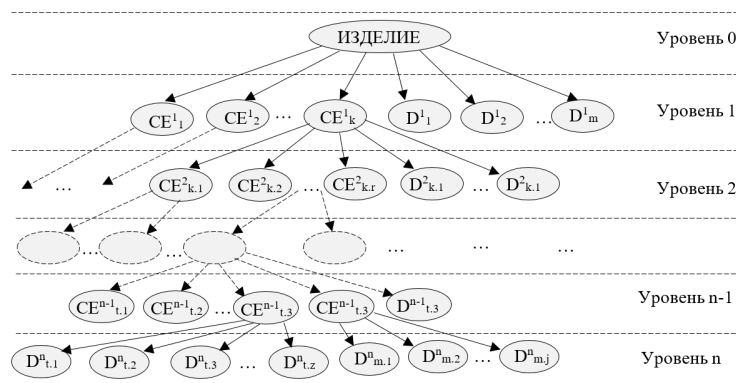 ИЗДЕЛИЕ Уровень 0
CE¹₁ CE¹₂ ... CE¹ₖ D¹₁ D¹₂ ... D¹ₘ Уровень 1
... CE²k.1 CE²k.2 ... CE²k.r D²k.1 ... D²k.1 Уровень 2
... ... ... ... ...
CEⁿ⁻¹t.1 CEⁿ⁻¹t.2 ... CEⁿ⁻¹t.3 CEⁿ⁻¹t.3 Dⁿ⁻¹t.3 Уровень n-1
Dⁿt.1 Dⁿt.2 Dⁿt.3 ... Dⁿt.z Dⁿm.1 Dⁿm.2 ... Dⁿm.j Уровень n